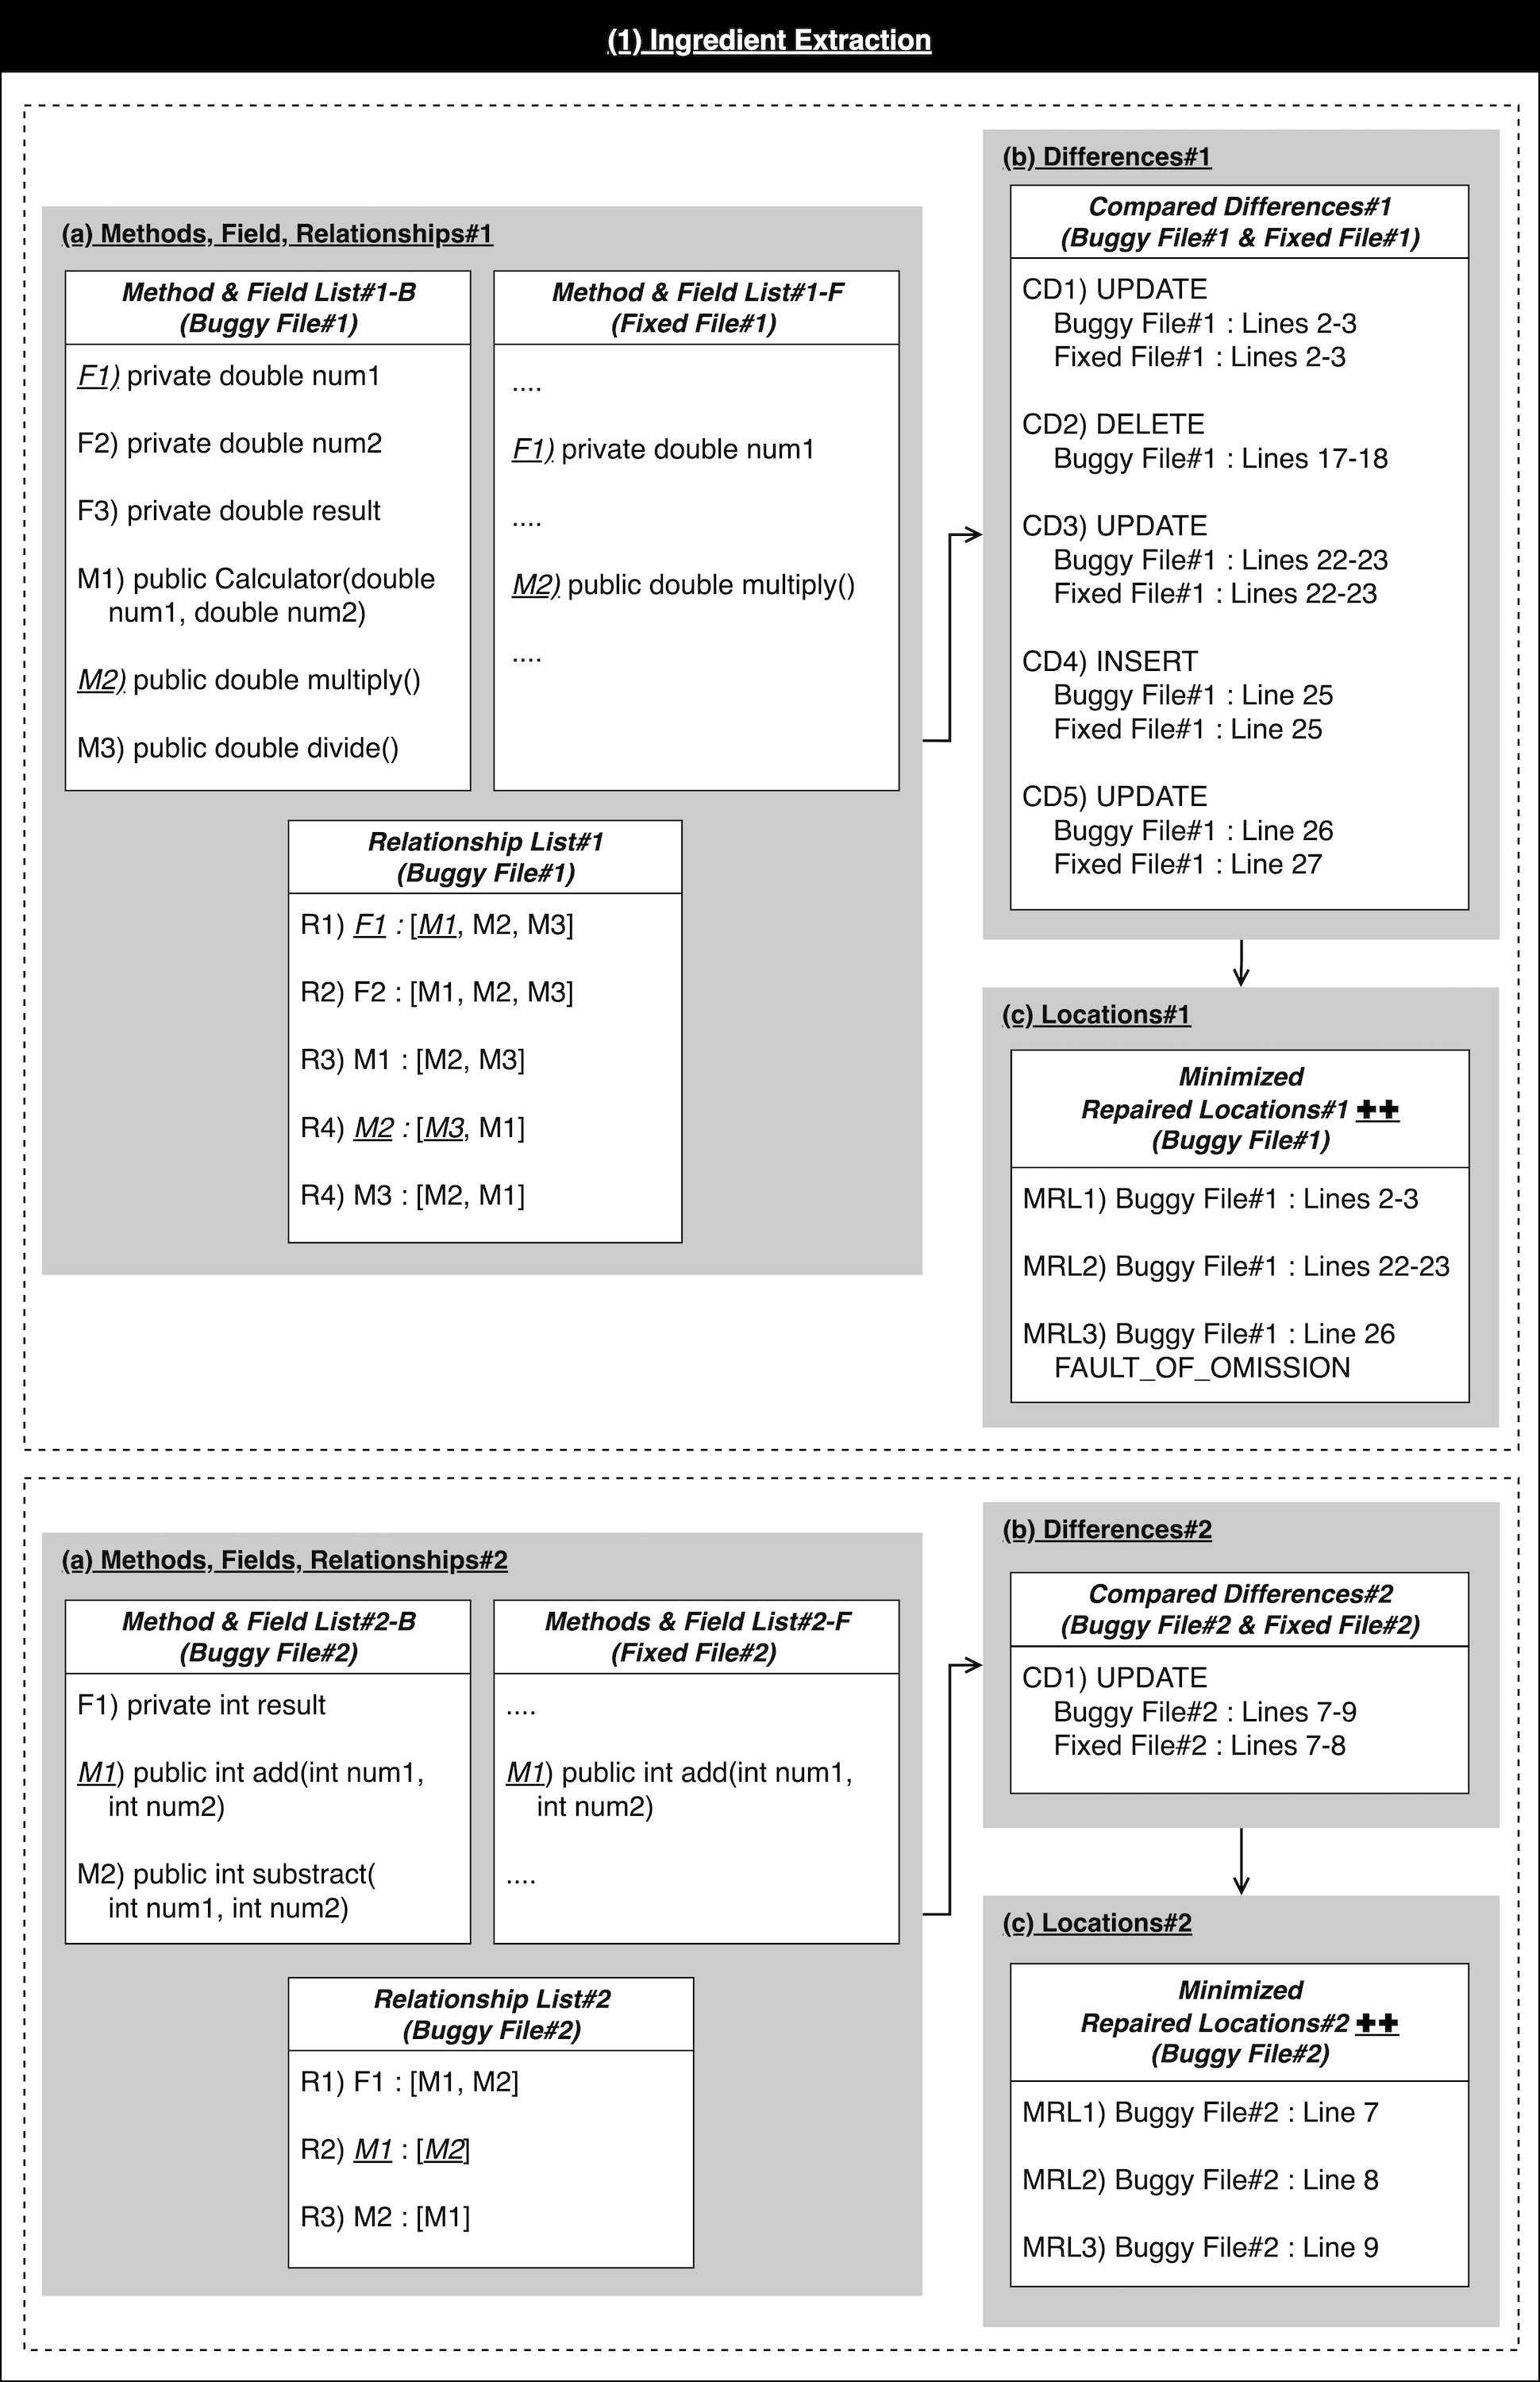 (1) Ingredient Extraction
(a) Methods, Field, Relationships#1
Method & Field List#1-B
(Buggy File#1)
F1) private double num1
F2) private double num2
F3) private double result
M1) public Calculator(double
num1, double num2)
M2) public double multiply()
M3) public double divide()
Method & Field List#1-F
(Fixed File#1)
....
F1) private double num1
....
M2) public double multiply()
....
Relationship List#1
(Buggy File#1)
R1) F1 : [M1, M2, M3]
R2) F2 : [M1, M2, M3]
R3) M1 : [M2, M3]
R4) M2 : [M3, M1]
R4) M3 : [M2, M1]
(b) Differences#1
Compared Differences#1
(Buggy File#1 & Fixed File#1)
CD1) UPDATE
Buggy File#1 : Lines 2-3
Fixed File#1 : Lines 2-3
CD2) DELETE
Buggy File#1 : Lines 17-18
CD3) UPDATE
Buggy File#1 : Lines 22-23
Fixed File#1 : Lines 22-23
CD4) INSERT
Buggy File#1 : Line 25
Fixed File#1 : Line 25
CD5) UPDATE
Buggy File#1 : Line 26
Fixed File#1 : Line 27
(c) Locations#1
Minimized
Repaired Locations#1 ✚✚
(Buggy File#1)
MRL1) Buggy File#1 : Lines 2-3
MRL2) Buggy File#1 : Lines 22-23
MRL3) Buggy File#1 : Line 26
FAULT_OF_OMISSION
(a) Methods, Fields, Relationships#2
Method & Field List#2-B
(Buggy File#2)
F1) private int result
M1) public int add(int num1,
int num2)
M2) public int substract(
int num1, int num2)
Methods & Field List#2-F
(Fixed File#2)
....
M1) public int add(int num1,
int num2)
....
Relationship List#2
(Buggy File#2)
R1) F1 : [M1, M2]
R2) M1 : [M2]
R3) M2 : [M1]
(b) Differences#2
Compared Differences#2
(Buggy File#2 & Fixed File#2)
CD1) UPDATE
Buggy File#2 : Lines 7-9
Fixed File#2 : Lines 7-8
(c) Locations#2
Minimized
Repaired Locations#2 ✚✚
(Buggy File#2)
MRL1) Buggy File#2 : Line 7
MRL2) Buggy File#2 : Line 8
MRL3) Buggy File#2 : Line 9